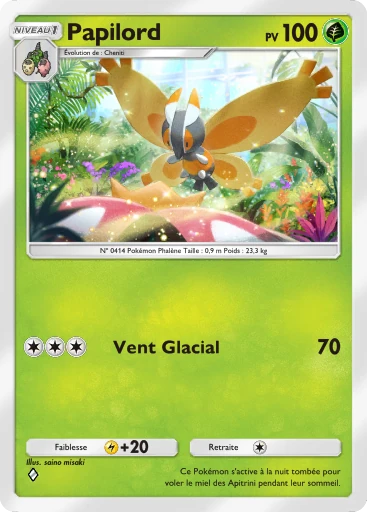 NIVEAU 1
Papilord
PV 100
Évolution de : Cheniti
N° 0414 Pokémon Phalène Taille : 0,9 m Poids : 23,3 kg
Vent Glacial 70
Faiblesse +20 Retraite
Illus. saino misaki
Ce Pokémon s'active à la nuit tombée pour
voler le miel des Apitrini pendant leur sommeil.